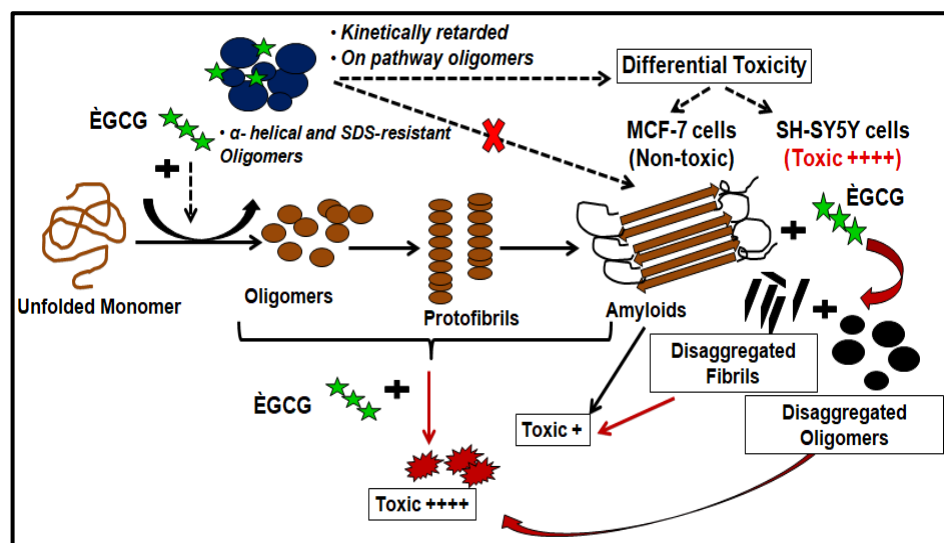 • Kinetically retarded
• On pathway oligomers
Differential Toxicity
ÈGCG
• α- helical and SDS-resistant
Oligomers
MCF-7 cells
(Non-toxic)
SH-SY5Y cells
(Toxic ++++)
ÈGCG
Unfolded Monomer
Oligomers
Protofibrils
Amyloids
Disaggregated
Fibrils
Disaggregated
Oligomers
ÈGCG
Toxic +
Toxic ++++